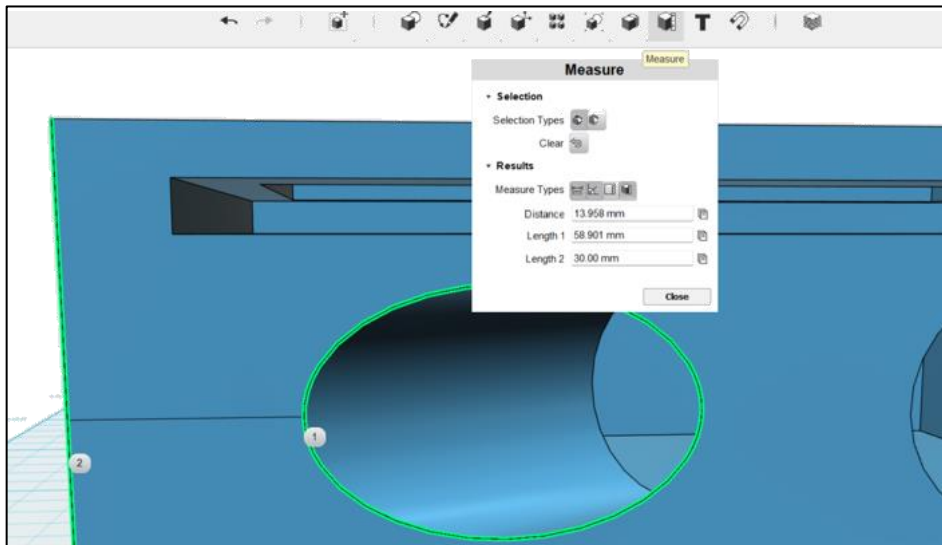 T
Measure
Measure
Selection
Selection Types
Clear
Results
Measure Types
Distance 13.958 mm
Length 1 58.901 mm
Length 2 30.00 mm
Close
1
2